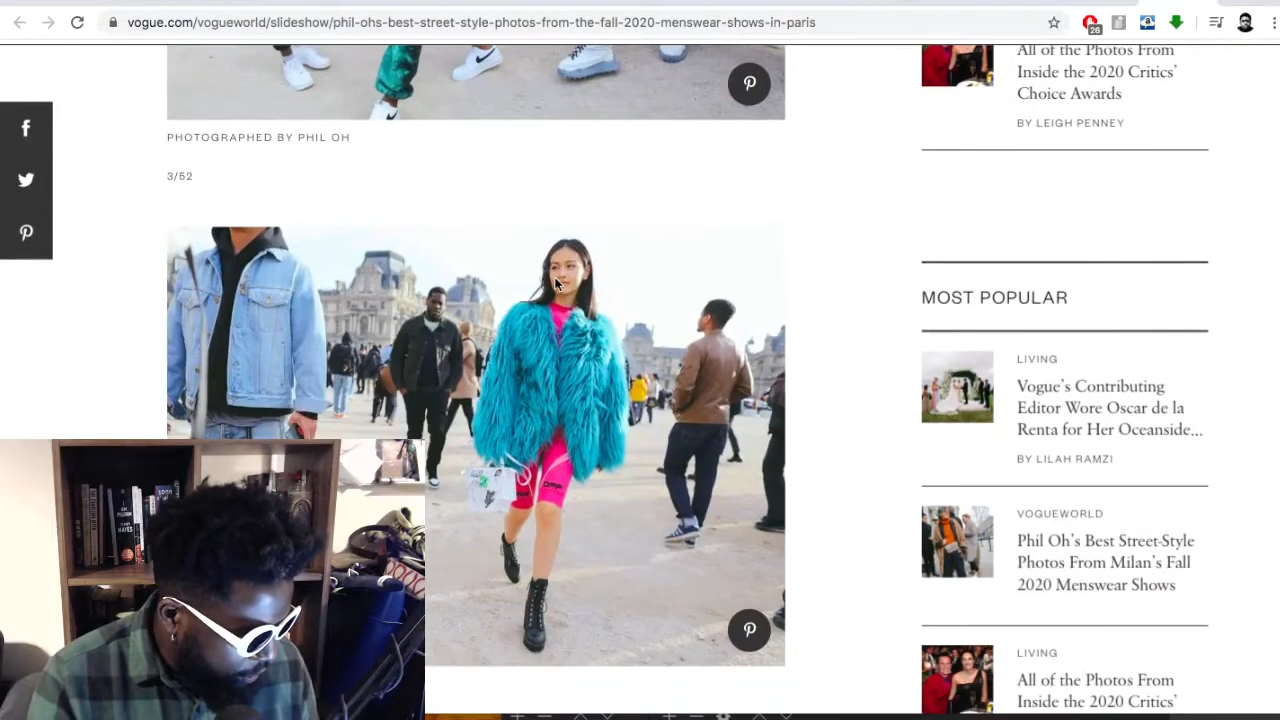 vogue.com/vogueworld/slideshow/phil-ohs-best-street-style-photos-from-the-fall-2020-menswear-shows-in-paris
28
All of the Photos From
Inside the 2020 Critics'
Choice Awards
BY LEIGH PENNEY
PHOTOGRAPHED BY PHIL OH
3/52
MOST POPULAR
LIVING
Vogue's Contributing
Editor Wore Oscar de la
Renta for Her Oceanside...
BY LILAH RAMZI
VOGUEWORLD
Phil Oh's Best Street-Style
Photos From Milan's Fall
2020 Menswear Shows
LIVING
All of the Photos From
Inside the 2020 Critics'